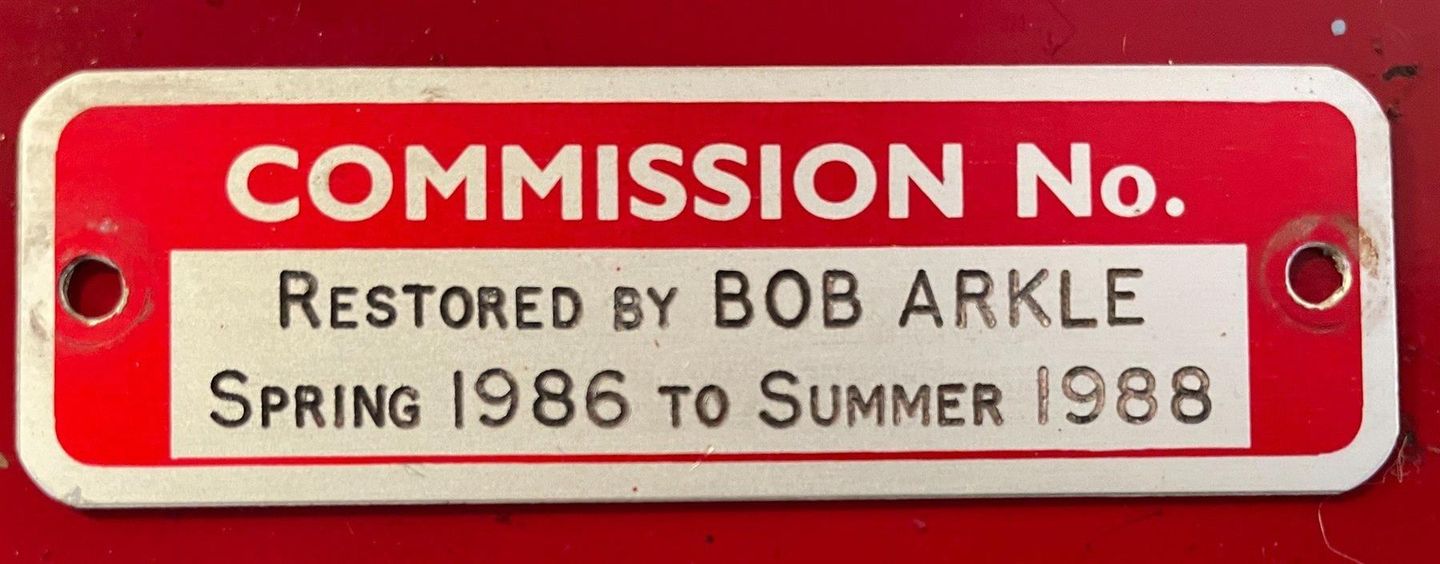 COMMISSION No.
RESTORED BY BOB ARKLE
SPRING 1986 TO SUMMER 1988